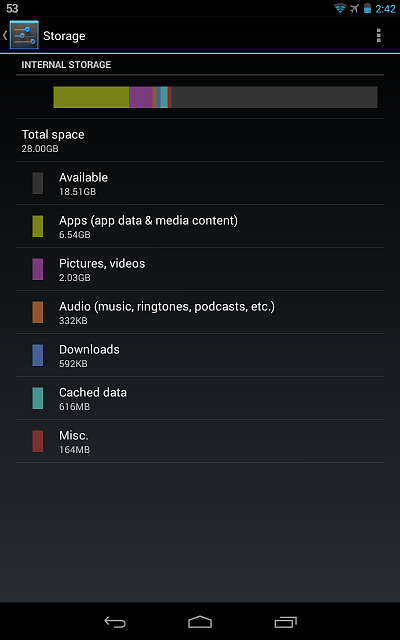 53 2:42
Storage
INTERNAL STORAGE
Total space
28.00GB
Available
18.51GB
Apps (app data & media content)
6.54GB
Pictures, videos
2.03GB
Audio (music, ringtones, podcasts, etc.)
332KB
Downloads
592KB
Cached data
616MB
Misc.
164MB